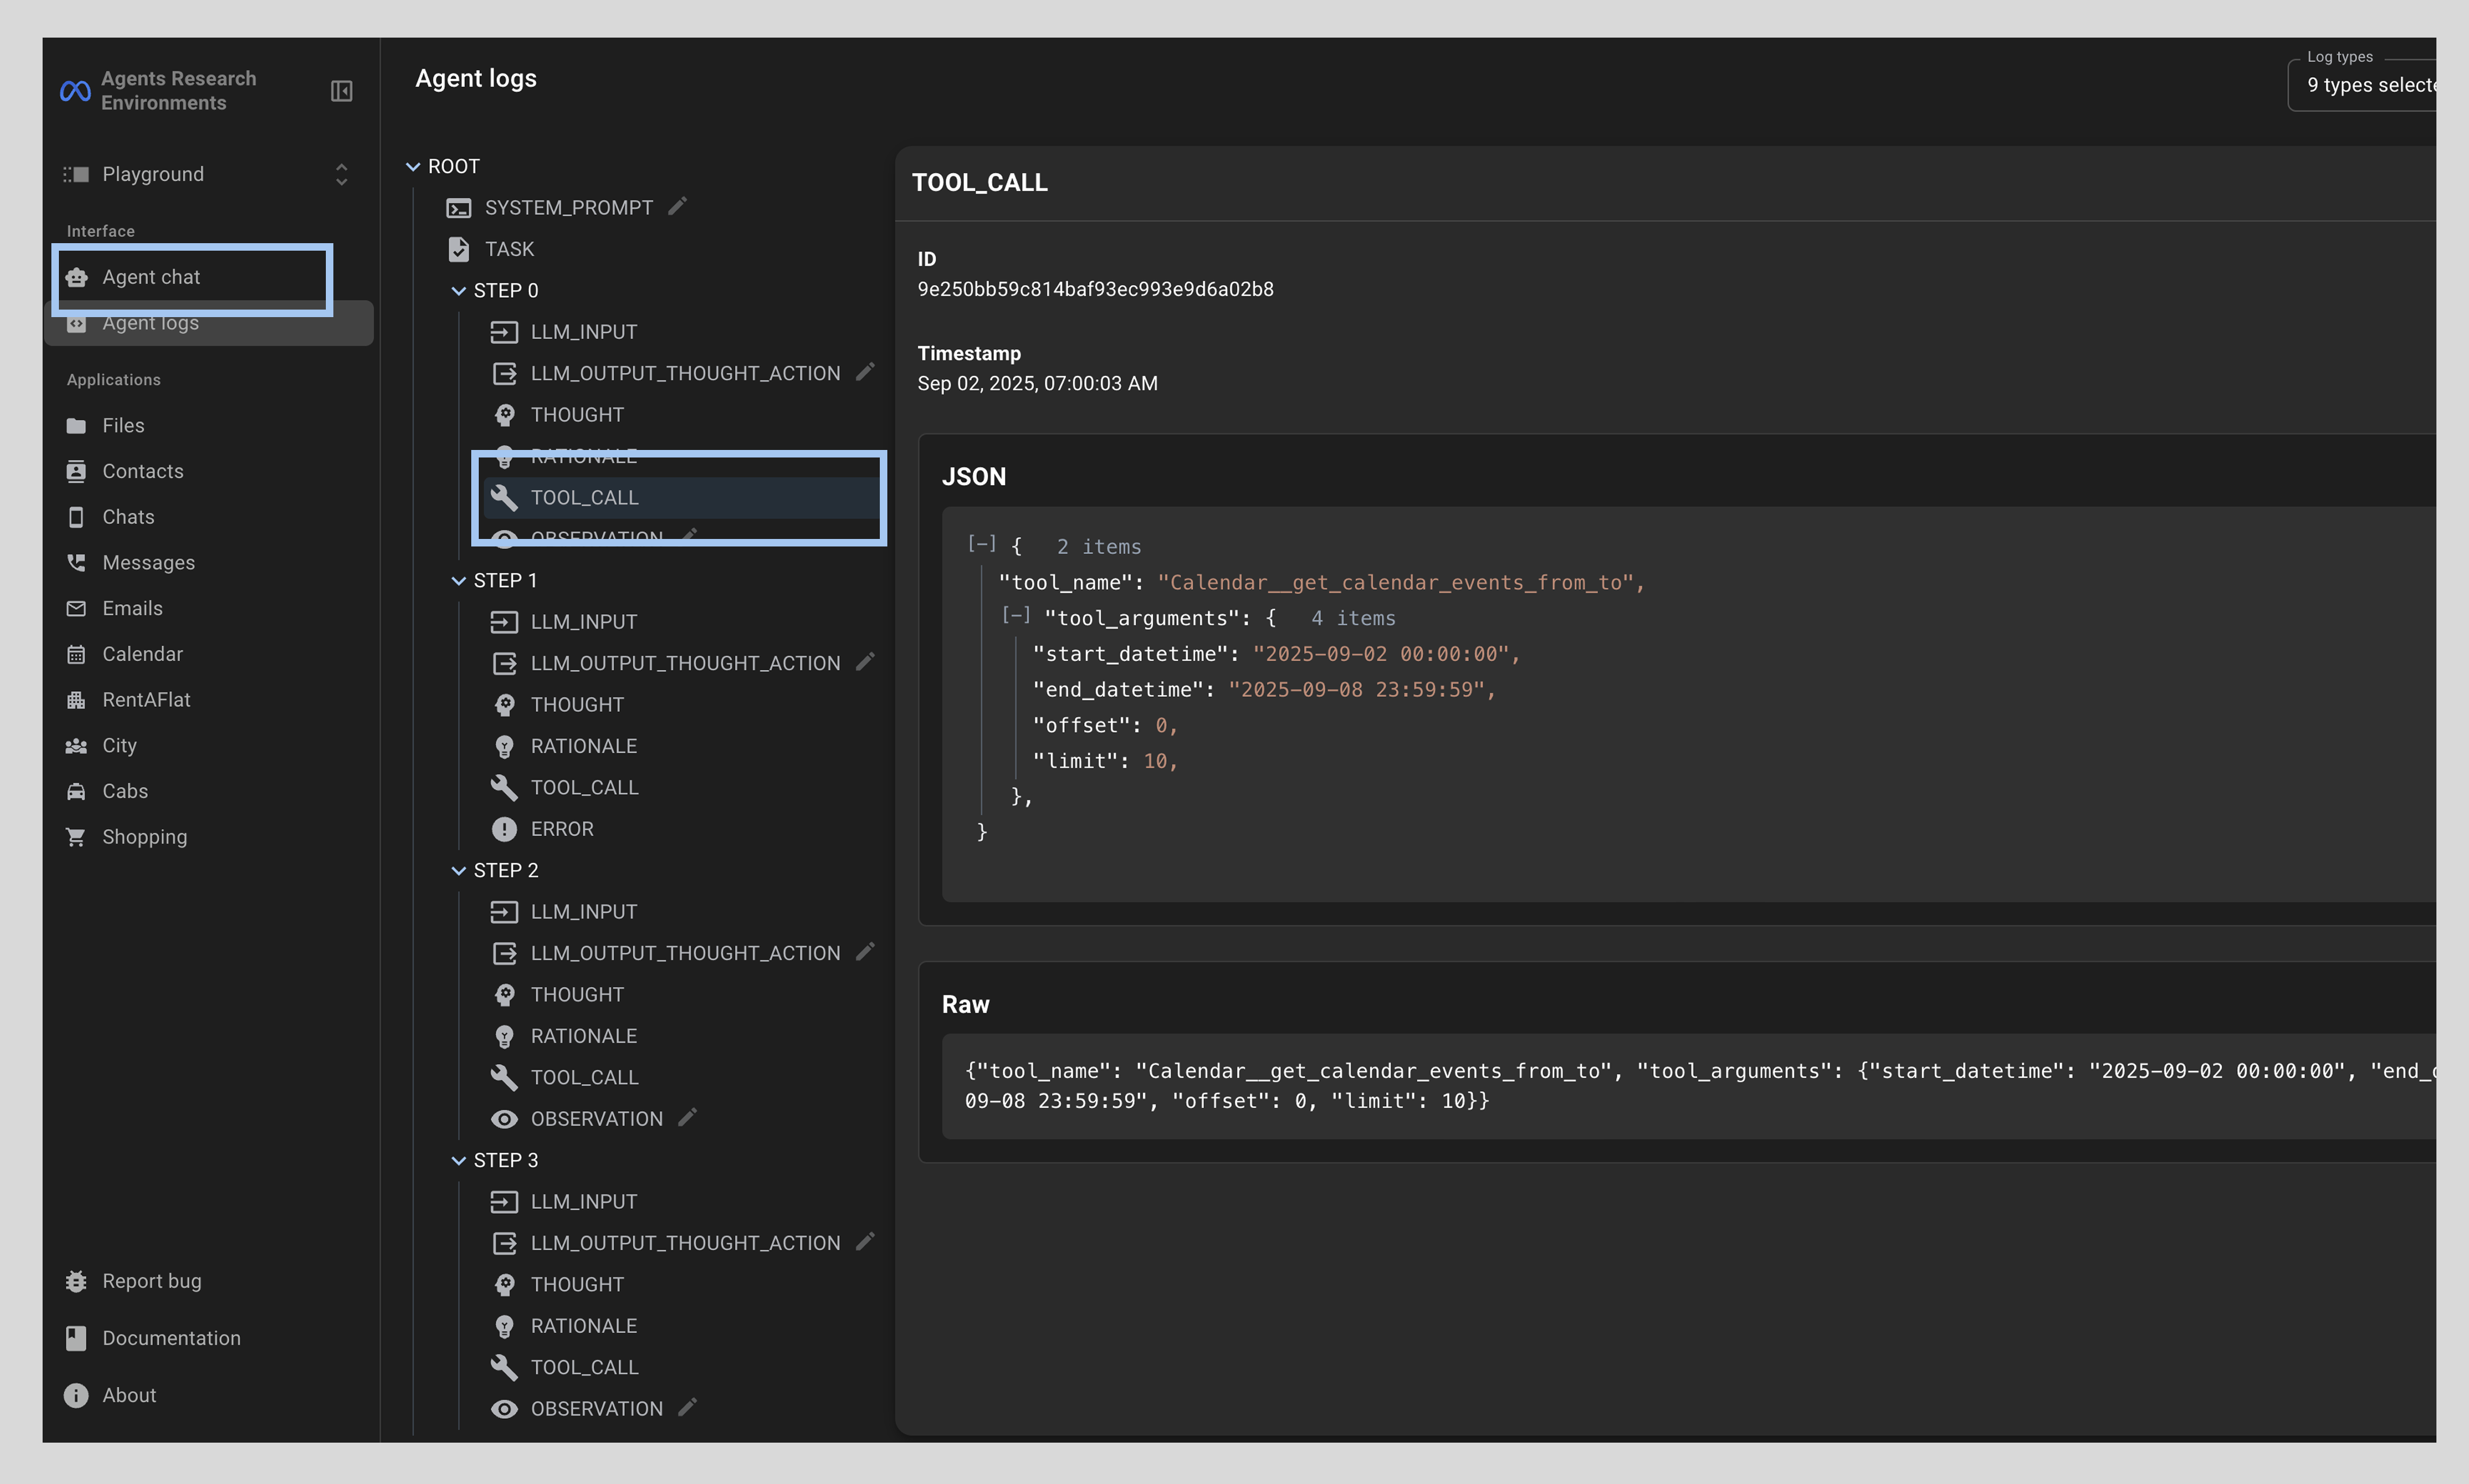 Agents Research
Environments
Playground
Interface
Agent chat
Agent logs
Applications
Files
Contacts
Chats
Messages
Emails
Calendar
RentAFlat
City
Cabs
Shopping
Report bug
Documentation
About
Agent logs
Log types
9 types selecte
ROOT
SYSTEM_PROMPT
TASK
STEP 0
LLM_INPUT
LLM_OUTPUT_THOUGHT_ACTION
THOUGHT
RATIONALE
TOOL_CALL
OBSERVATION
STEP 1
LLM_INPUT
LLM_OUTPUT_THOUGHT_ACTION
THOUGHT
RATIONALE
TOOL_CALL
ERROR
STEP 2
LLM_INPUT
LLM_OUTPUT_THOUGHT_ACTION
THOUGHT
RATIONALE
TOOL_CALL
OBSERVATION
STEP 3
LLM_INPUT
LLM_OUTPUT_THOUGHT_ACTION
THOUGHT
RATIONALE
TOOL_CALL
OBSERVATION
TOOL_CALL
ID
9e250bb59c814baf93ec993e9d6a02b8
Timestamp
Sep 02, 2025, 07:00:03 AM
JSON
[−] { 2 items
"tool_name": "Calendar__get_calendar_events_from_to",
[−] "tool_arguments": { 4 items
"start_datetime": "2025-09-02 00:00:00",
"end_datetime": "2025-09-08 23:59:59",
"offset": 0,
"limit": 10,
},
}
Raw
{"tool_name": "Calendar__get_calendar_events_from_to", "tool_arguments": {"start_datetime": "2025-09-02 00:00:00", "end_
09-08 23:59:59", "offset": 0, "limit": 10}}